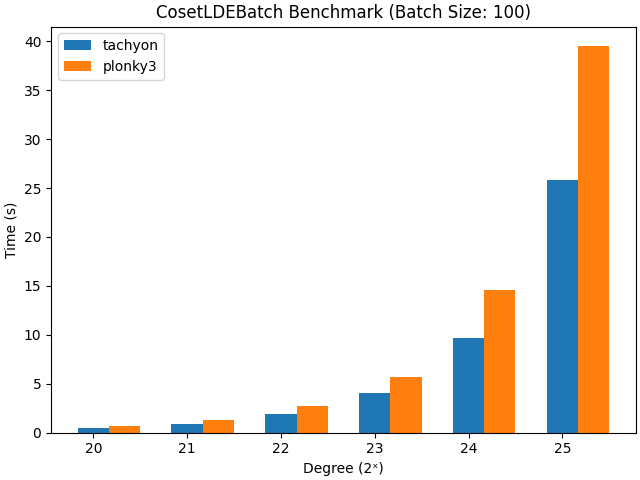 CosetLDEBatch Benchmark (Batch Size: 100)
tachyon
plonky3
40
35
30
25
20
15
10
5
0
Time (s)
20 21 22 23 24 25
Degree (2ˣ)